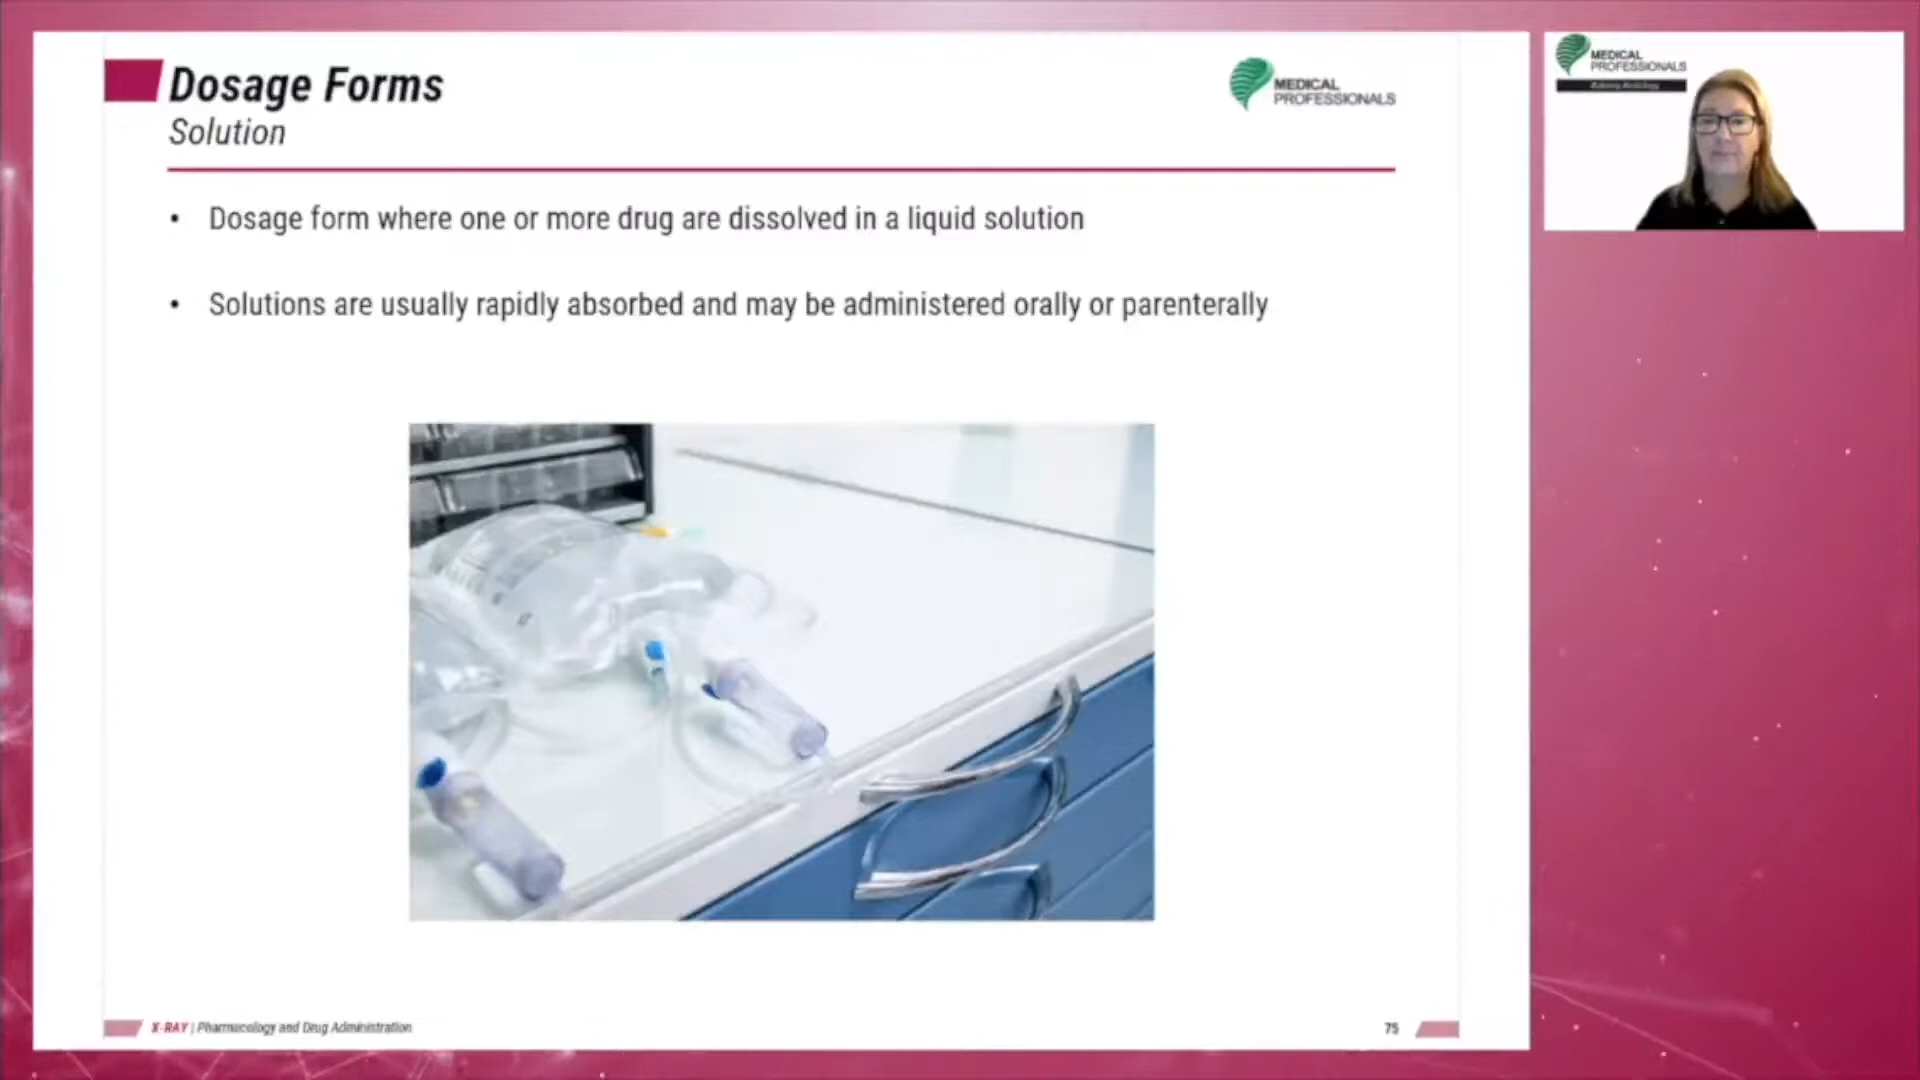 Dosage Forms
Solution
MEDICAL
PROFESSIONALS
• Dosage form where one or more drug are dissolved in a liquid solution
• Solutions are usually rapidly absorbed and may be administered orally or parenterally
X-RAY | Pharmacology and Drug Administration
75
MEDICAL
PROFESSIONALS